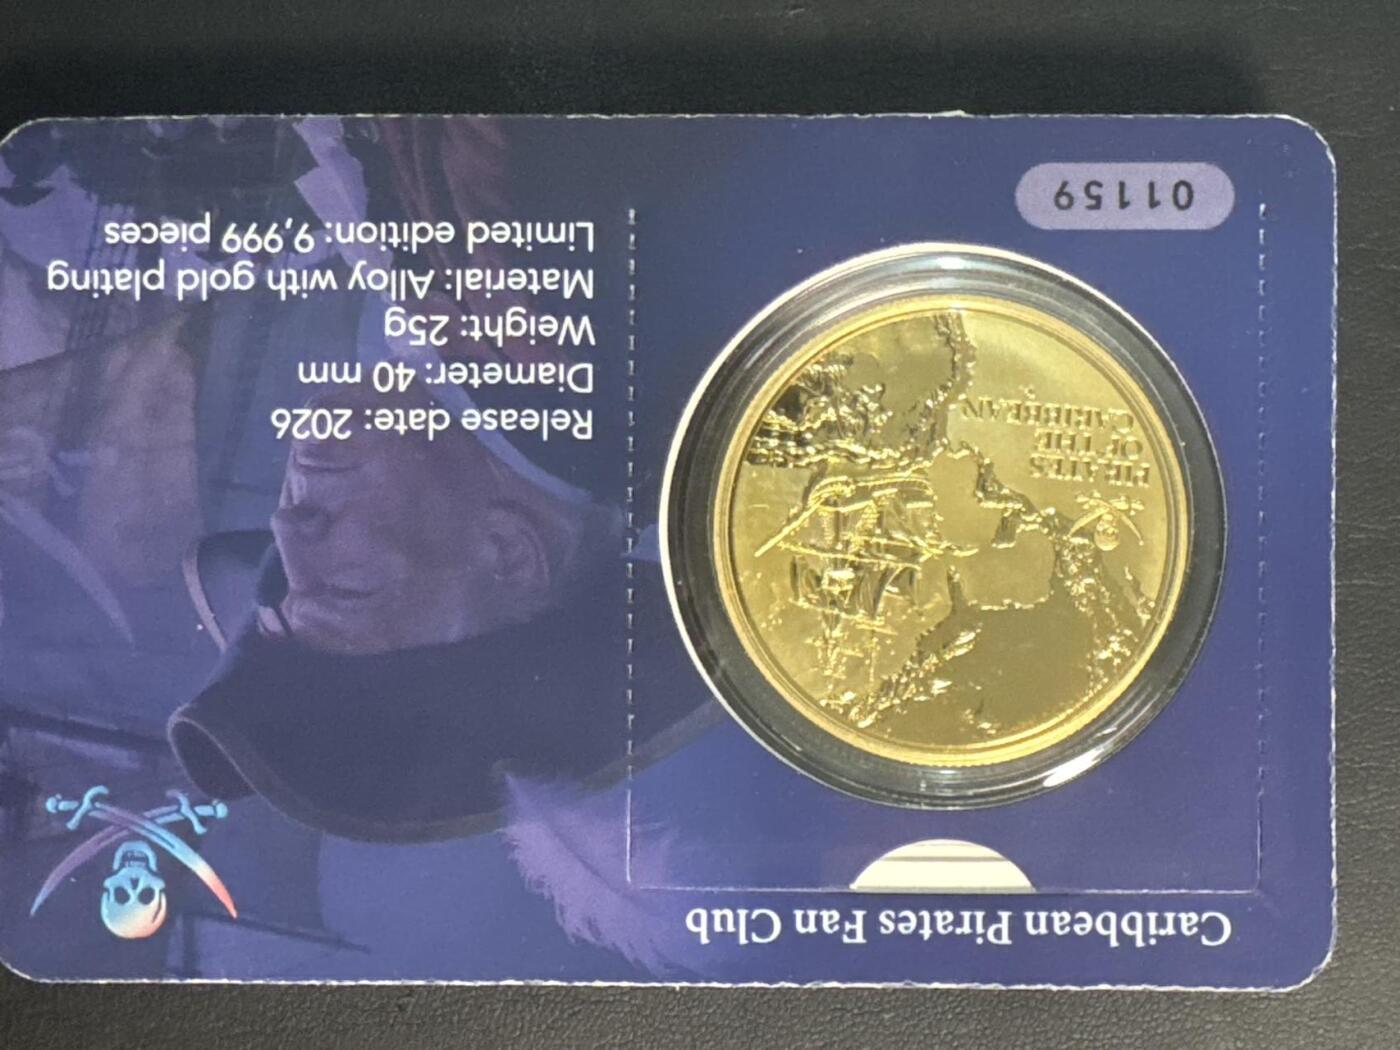 Caribbean Pirates Fan Club
PIRATES
OF THE
CARIBBEAN
01159
Release date: 2026
Diameter: 40 mm
Weight: 25g
Material: Alloy with gold plating
Limited edition: 9,999 pieces